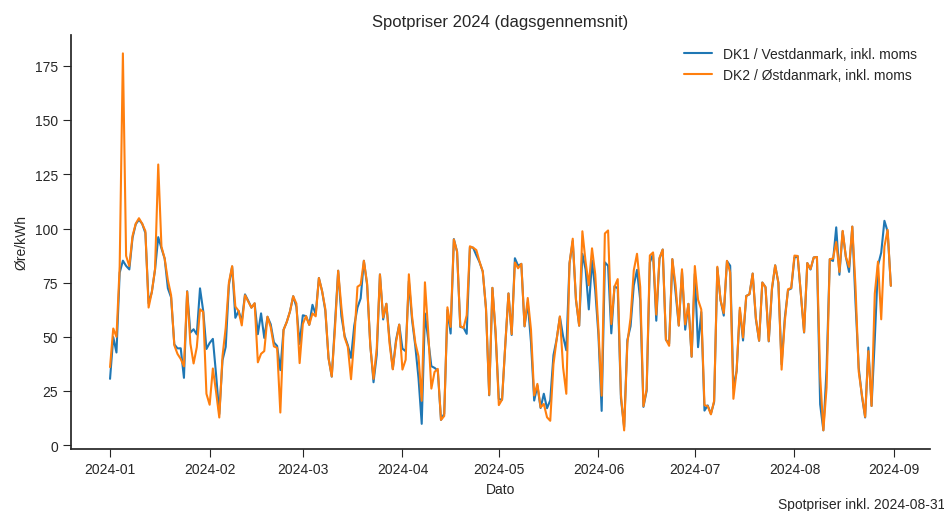 Spotpriser 2024 (dagsgennemsnit)
DK1 / Vestdanmark, inkl. moms
DK2 / Østdanmark, inkl. moms
Øre/kWh
175
150
125
100
75
50
25
0
2024-01 2024-02 2024-03 2024-04 2024-05 2024-06 2024-07 2024-08 2024-09
Dato
Spotpriser inkl. 2024-08-31